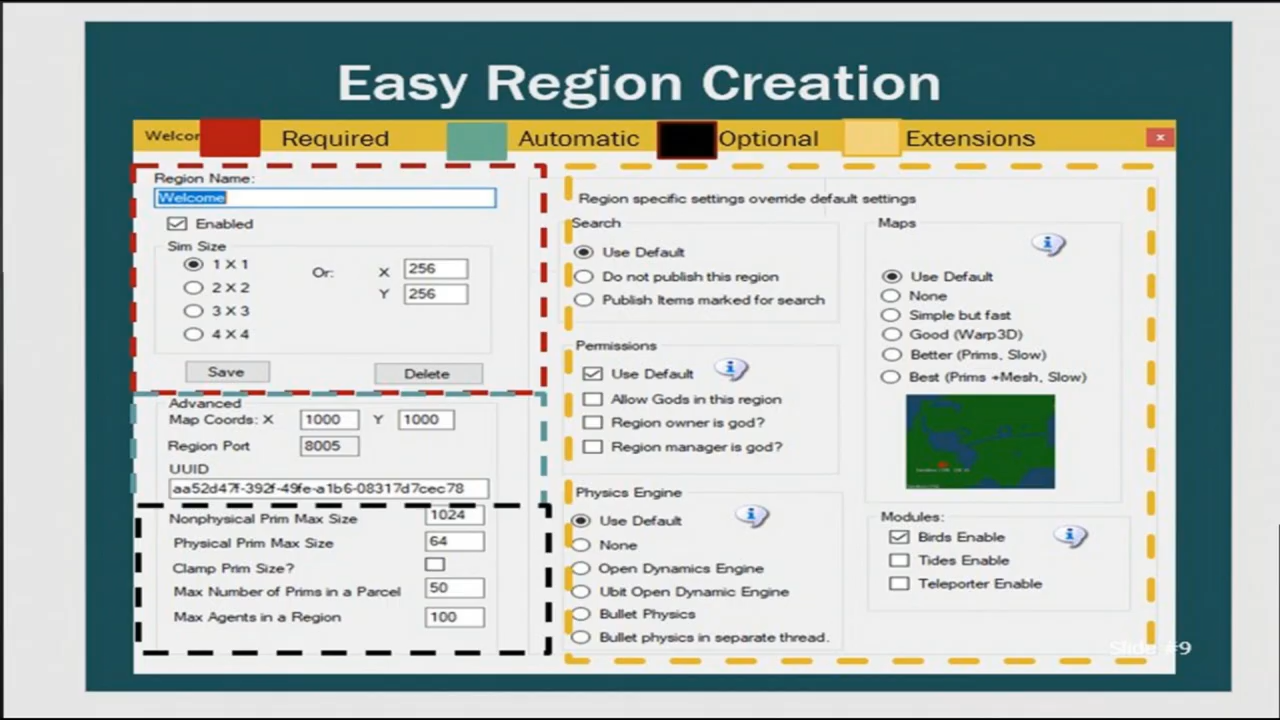 Easy Region Creation
Welcor
Required
Automatic
Optional
Extensions
x
Region Name:
Welcome
Enabled
Sim Size
1 X 1
2 X 2
3 X 3
4 X 4
Or:
X 256
Y 256
Save
Delete
Advanced
Map Coords: X 1000 Y 1000
Region Port 8005
UUID
aa52d47f-392f-49fe-a1b6-08317d7cec78
Nonphysical Prim Max Size 1024
Physical Prim Max Size 64
Clamp Prim Size?
Max Number of Prims in a Parcel 50
Max Agents in a Region 100
Region specific settings override default settings
Search
Use Default
Do not publish this region
Publish Items marked for search
Permissions
Use Default
Allow Gods in this region
Region owner is god?
Region manager is god?
Physics Engine
Use Default
None
Open Dynamics Engine
Ubit Open Dynamic Engine
Bullet Physics
Bullet physics in separate thread.
Maps
Use Default
None
Simple but fast
Good (Warp3D)
Better (Prims, Slow)
Best (Prims +Mesh, Slow)
Modules:
Birds Enable
Tides Enable
Teleporter Enable
Slide #9